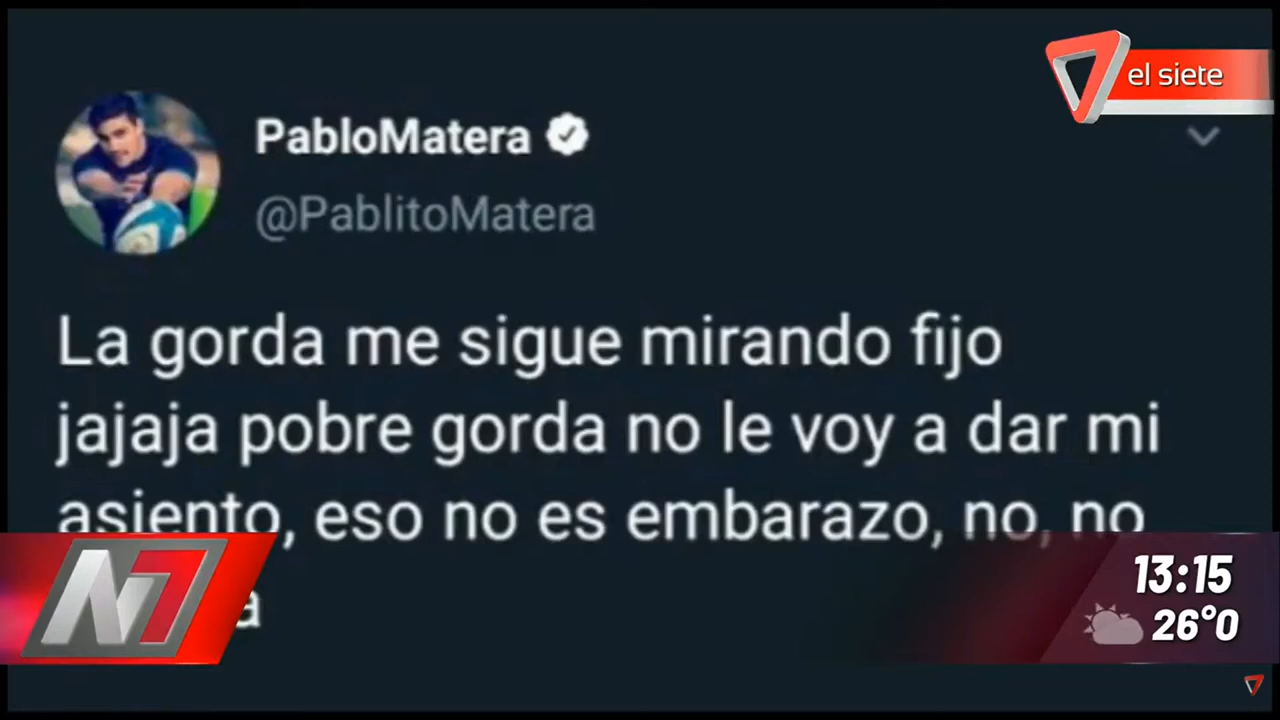 el siete
PabloMatera
@PablitoMatera
La gorda me sigue mirando fijo
jajaja pobre gorda no le voy a dar mi
asiento, eso no es embarazo, no, no
N7
13:15
26°0